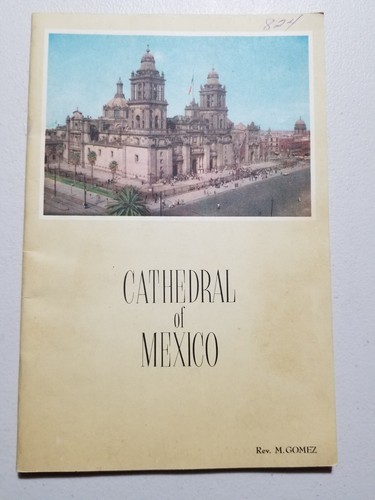 824
CATHEDRAL
of
MEXICO
Rev. M. GOMEZ